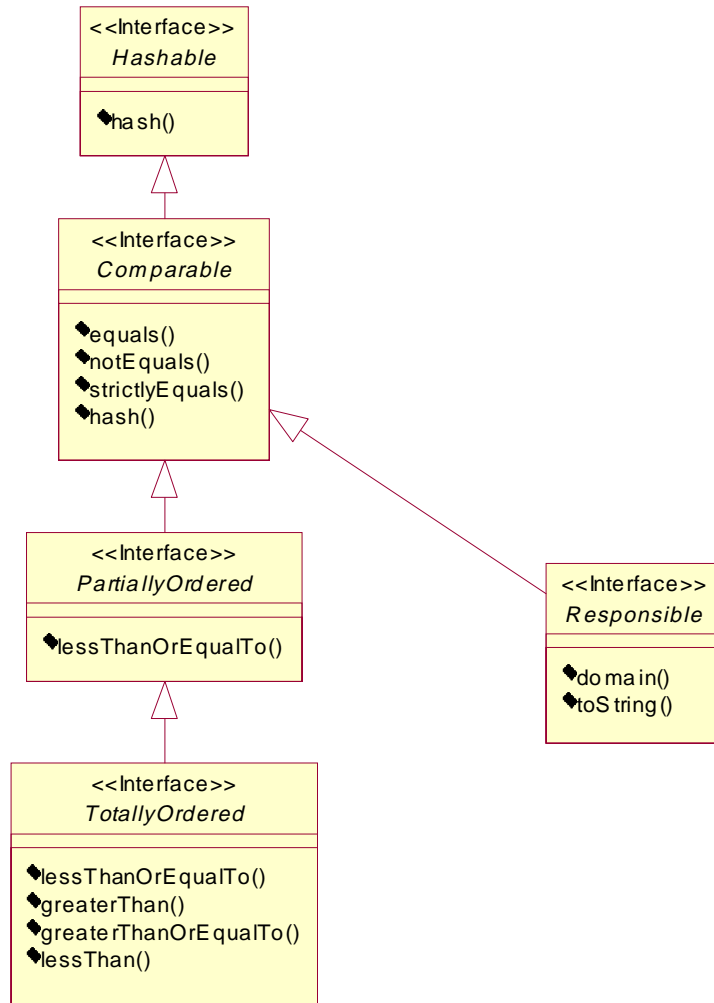 <<Interface>>
Hashable
hash()
<<Interface>>
Comparable
equals()
notEquals()
strictlyEquals()
hash()
<<Interface>>
PartiallyOrdered
lessThanOrEqualTo()
<<Interface>>
Responsible
domain()
toString()
<<Interface>>
TotallyOrdered
lessThanOrEqualTo()
greaterThan()
greaterThanOrEqualTo()
lessThan()